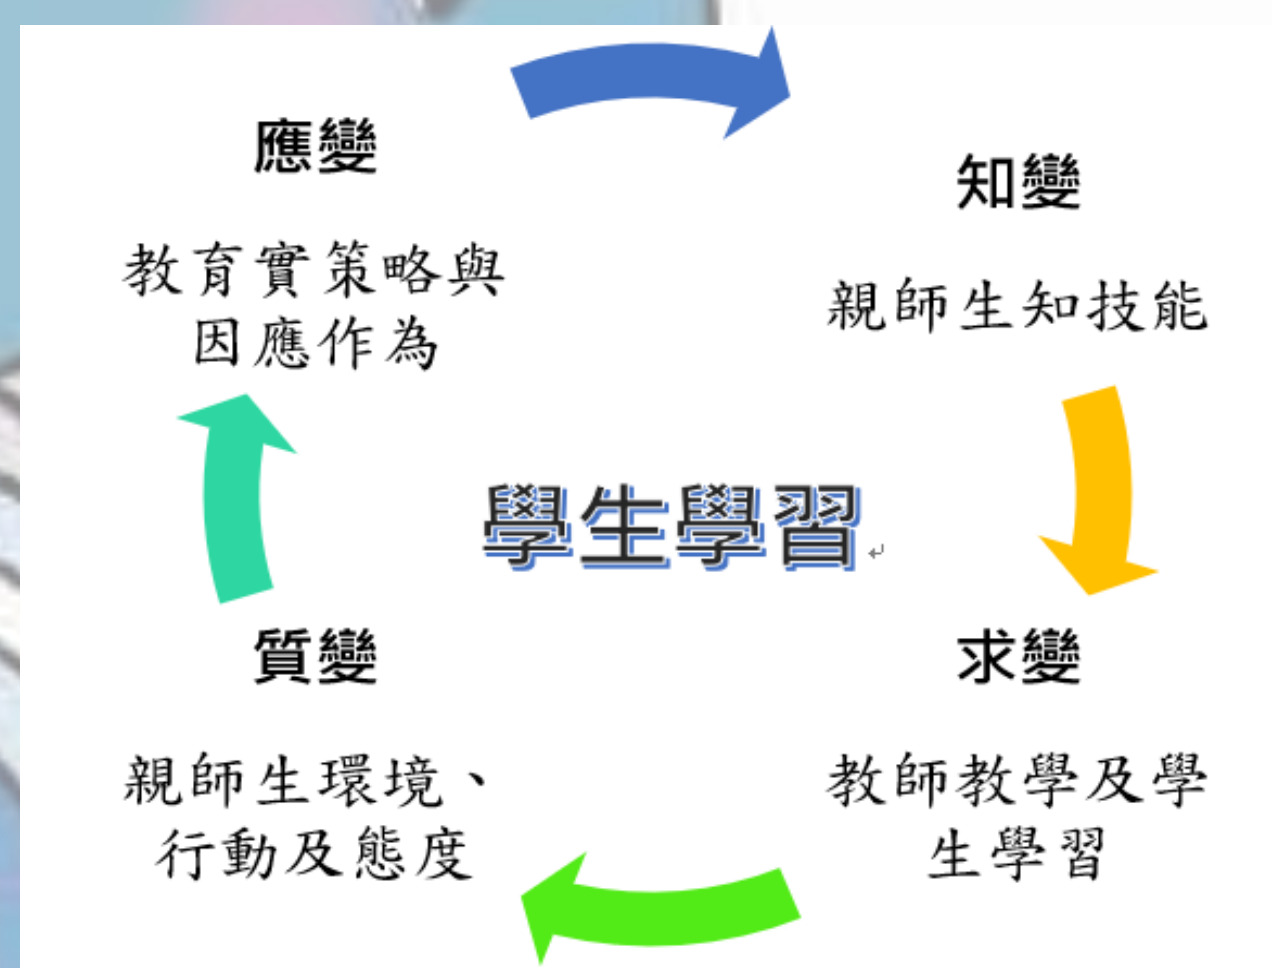 應變
教育實策略與
因應作為
知變
親師生知技能
學生學習
求變
教師教學及學
生學習
質變
親師生環境、
行動及態度